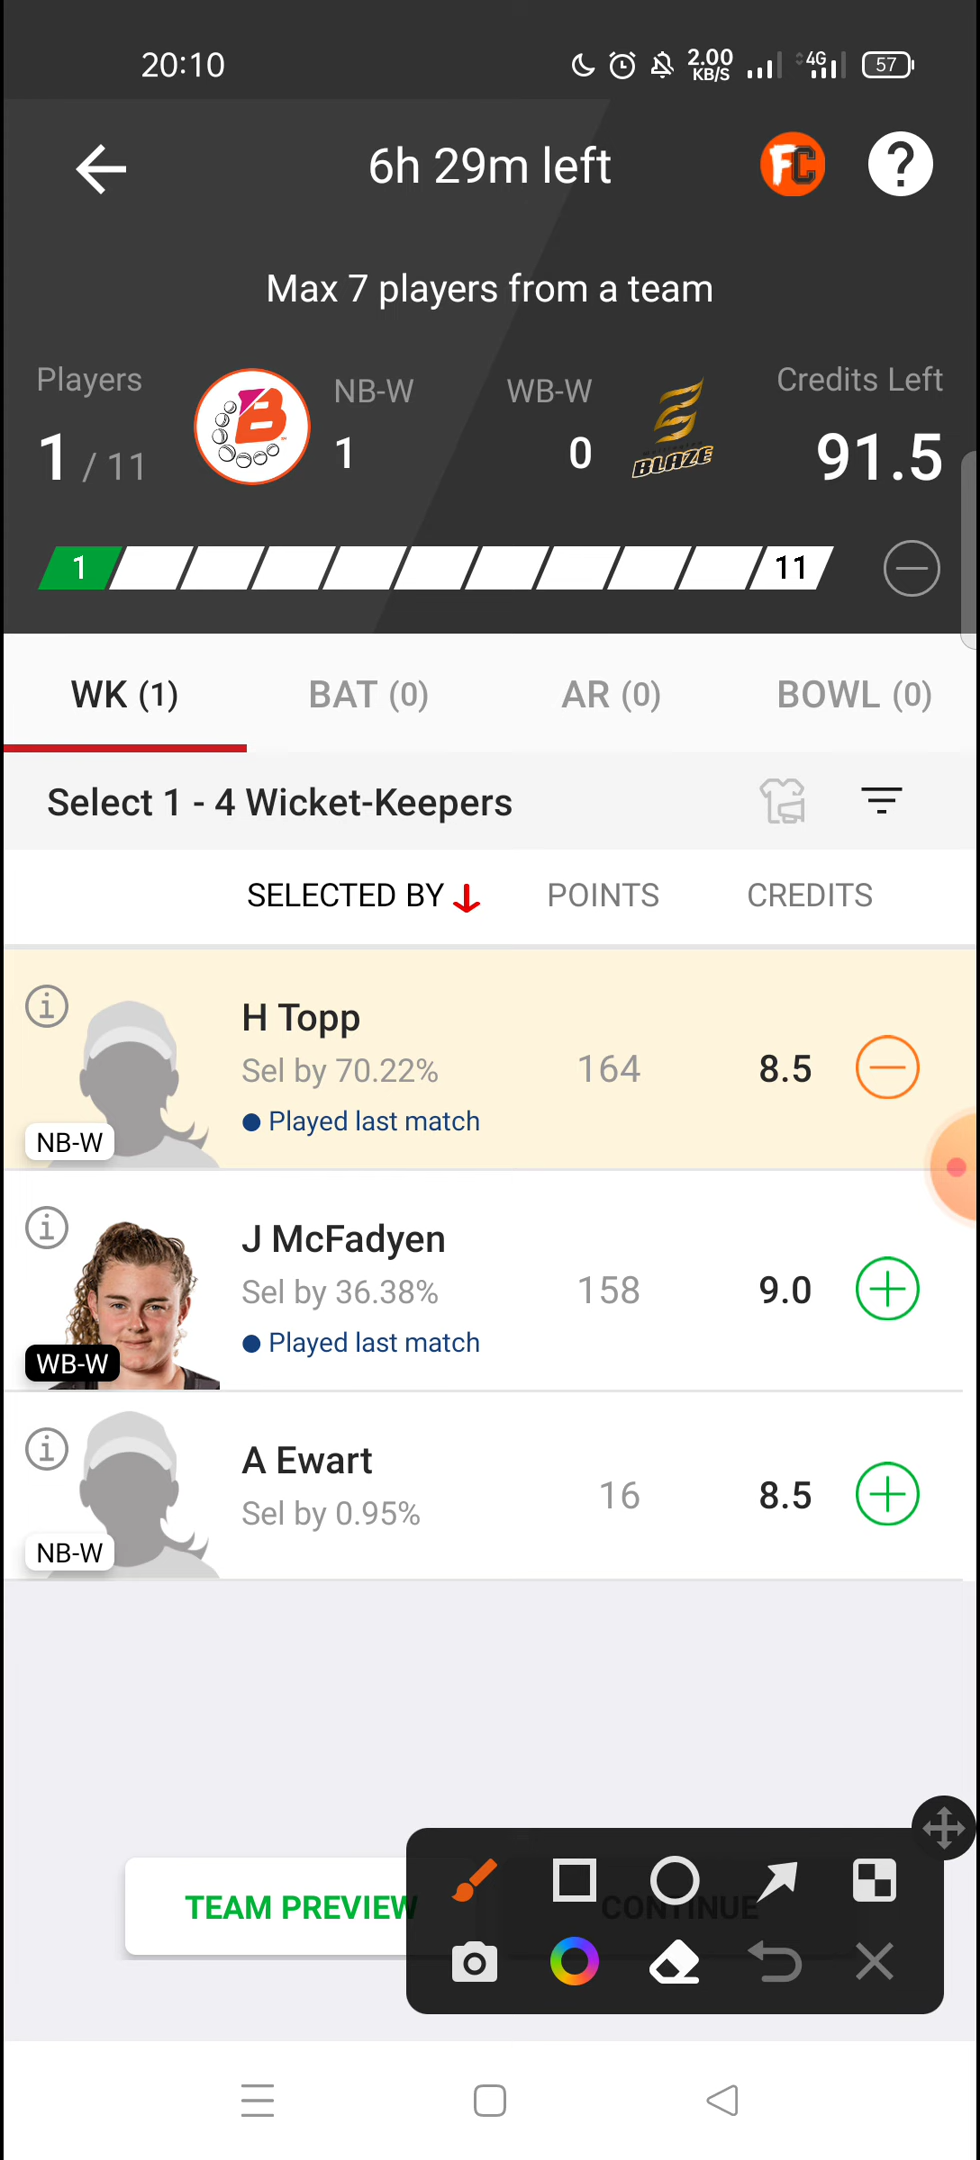 20:10
2.00
KB/S
4G
57
6h 29m left
FC
?
Max 7 players from a team
Players
NB-W
WB-W
Credits Left
1 / 11
B
1
0
BLAZE
91.5
1
11
WK (1)
BAT (0)
AR (0)
BOWL (0)
Select 1 - 4 Wicket-Keepers
SELECTED BY
POINTS
CREDITS
H Topp
Sel by 70.22%
164
8.5
Played last match
NB-W
J McFadyen
Sel by 36.38%
158
9.0
Played last match
WB-W
A Ewart
Sel by 0.95%
16
8.5
NB-W
TEAM PREVIEW
CONTINUE